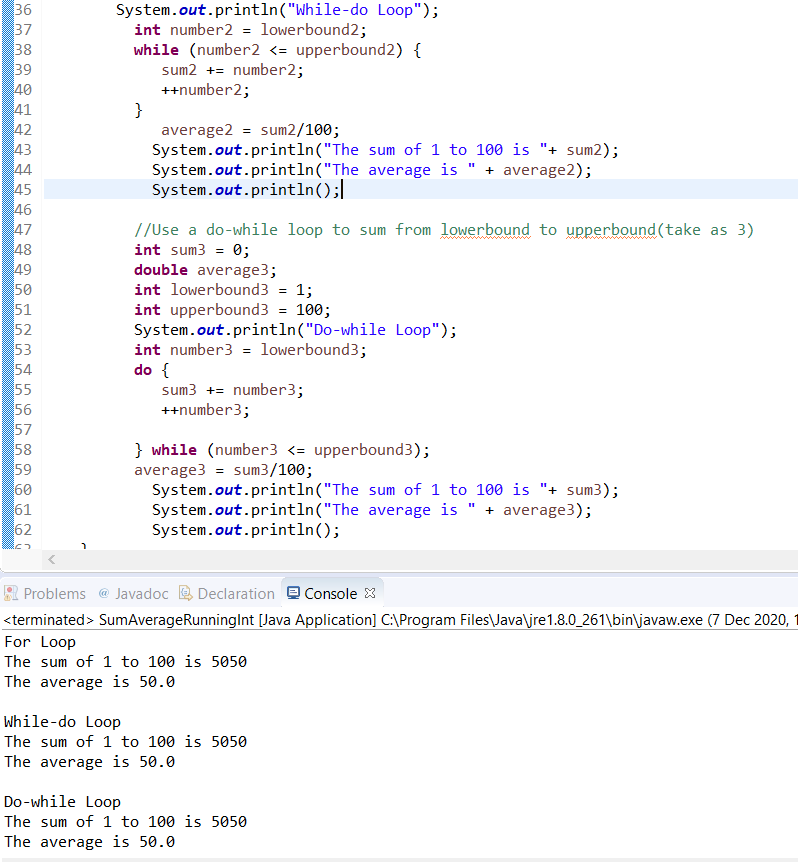 36 System.out.println("While-do Loop");
37 int number2 = lowerbound2;
38 while (number2 <= upperbound2) {
39 sum2 += number2;
40 ++number2;
41 }
42 average2 = sum2/100;
43 System.out.println("The sum of 1 to 100 is "+ sum2);
44 System.out.println("The average is " + average2);
45 System.out.println();
46
47 //Use a do-while loop to sum from lowerbound to upperbound(take as 3)
48 int sum3 = 0;
49 double average3;
50 int lowerbound3 = 1;
51 int upperbound3 = 100;
52 System.out.println("Do-while Loop");
53 int number3 = lowerbound3;
54 do {
55 sum3 += number3;
56 ++number3;
57
58 } while (number3 <= upperbound3);
59 average3 = sum3/100;
60 System.out.println("The sum of 1 to 100 is "+ sum3);
61 System.out.println("The average is " + average3);
62 System.out.println();
Problems @ Javadoc Declaration Console
<terminated> SumAverageRunningInt [Java Application] C:\Program Files\Java\jre1.8.0_261\bin\javaw.exe (7 Dec 2020, 1
For Loop
The sum of 1 to 100 is 5050
The average is 50.0
While-do Loop
The sum of 1 to 100 is 5050
The average is 50.0
Do-while Loop
The sum of 1 to 100 is 5050
The average is 50.0